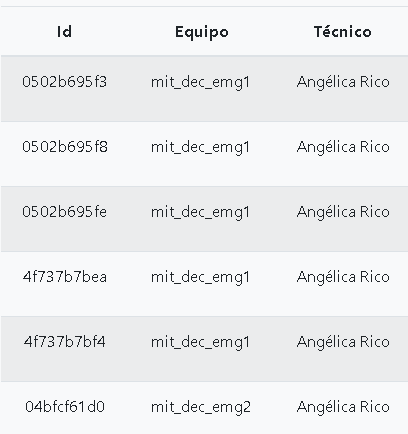 Id Equipo Técnico
0502b695f3 mit_dec_emg1 Angélica Rico
0502b695f8 mit_dec_emg1 Angélica Rico
0502b695fe mit_dec_emg1 Angélica Rico
4f737b7bea mit_dec_emg1 Angélica Rico
4f737b7bf4 mit_dec_emg1 Angélica Rico
04bfcf61d0 mit_dec_emg2 Angélica Rico